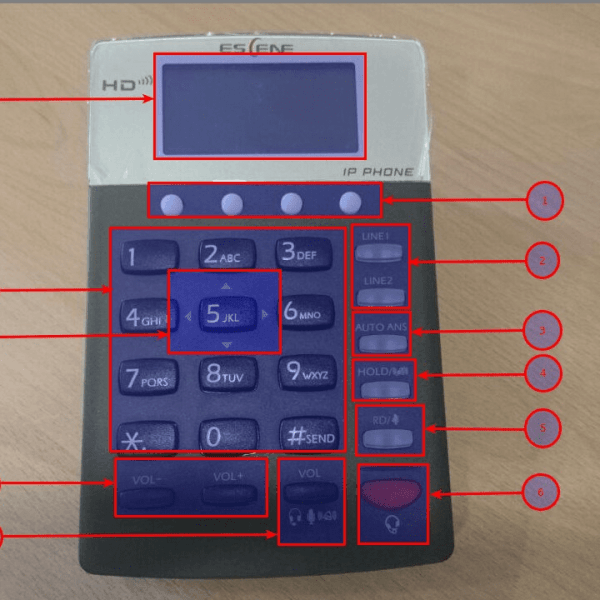 ESCENE
HD
IP PHONE
1
LINE1
1 2ABC 3DEF
2
LINE2
4GHI 5JKL 6MNO
AUTO ANS
3
HOLD/
4
7PQRS 8TUV 9WXYZ
RD/
5
*. 0 #SEND
VOL- VOL+ VOL
6